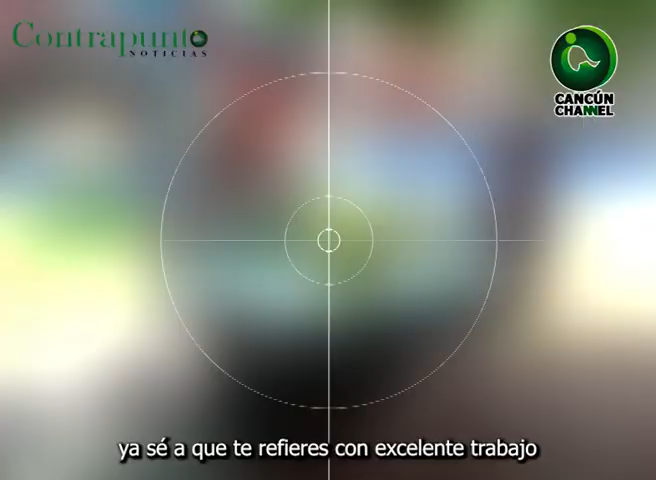 Contrapunto
NOTICIAS
CANCÚN
CHANNEL
ya sé a que te refieres con excelente trabajo